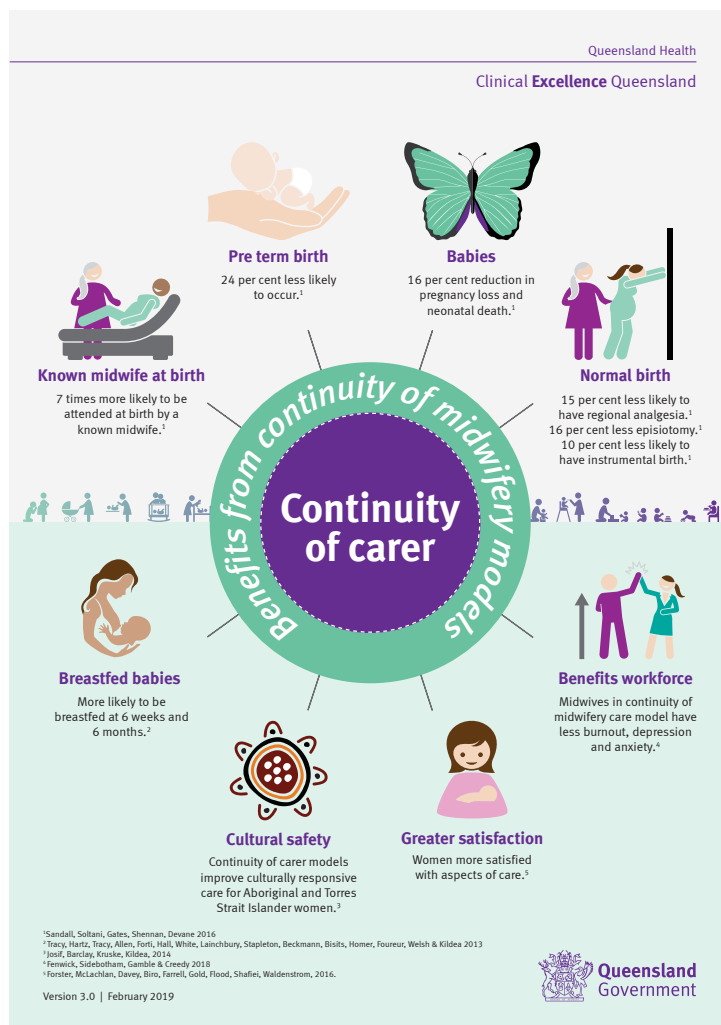 Queensland Health
Clinical Excellence Queensland
Pre term birth
24 per cent less likely
to occur.¹
Babies
16 per cent reduction in
pregnancy loss and
neonatal death.¹
Known midwife at birth
7 times more likely to be
attended at birth by a
known midwife.¹
Normal birth
15 per cent less likely to
have regional analgesia.¹
16 per cent less episiotomy.¹
10 per cent less likely to
have instrumental birth.¹
Benefits from continuity of midwifery models
Continuity
of carer
Breastfed babies
More likely to be
breastfed at 6 weeks and
6 months.²
Benefits workforce
Midwives in continuity of
midwifery care model have
less burnout, depression
and anxiety.⁴
Cultural safety
Continuity of carer models
improve culturally responsive
care for Aboriginal and Torres
Strait Islander women.³
Greater satisfaction
Women more satisfied
with aspects of care.⁵
¹Sandall, Soltani, Gates, Shennan, Devane 2016
²Tracy, Hartz, Tracy, Allen, Forti, Hall, White, Lainchbury, Stapleton, Beckmann, Bisits, Homer, Foureur, Welsh & Kildea 2013
³Josif, Barclay, Kruske, Kildea, 2014
⁴Fenwick, Sidebotham, Gamble & Creedy 2018
⁵Forster, McLachlan, Davey, Biro, Farrell, Gold, Flood, Shafiei, Waldenstrom, 2016.
Version 3.0 | February 2019
Queensland
Government